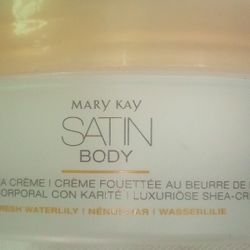 MARY KAY
SATIN
BODY
A CRÈME | CRÈME FOUETTÉE AU BEURRE DE
CORPORAL CON KARITÉ | LUXURIÖSE SHEA-CR
FRESH WATERLILY | NÉNUPHAR | WASSERLILIE